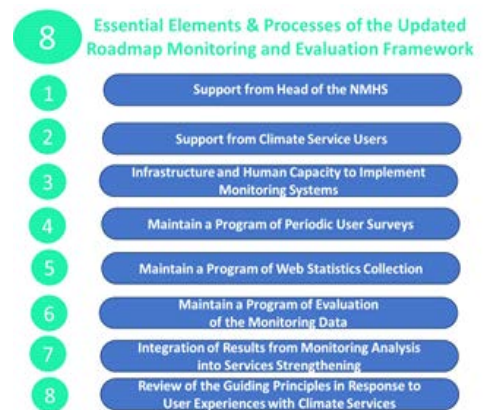 8
Essential Elements & Processes of the Updated
Roadmap Monitoring and Evaluation Framework
1
Support from Head of the NMHS
2
Support from Climate Service Users
3
Infrastructure and Human Capacity to Implement
Monitoring Systems
4
Maintain a Program of Periodic User Surveys
5
Maintain a Program of Web Statistics Collection
6
Maintain a Program of Evaluation
of the Monitoring Data
7
Integration of Results from Monitoring Analysis
into Services Strengthening
8
Review of the Guiding Principles in Response to
User Experiences with Climate Services